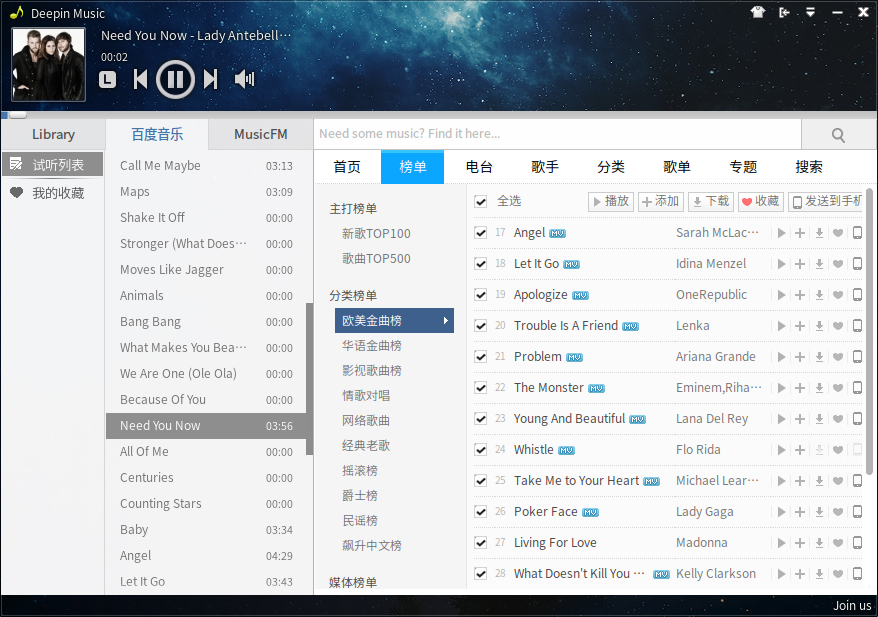 Deepin Music
Need You Now - Lady Antebell···
00:02
L
Library
百度音乐
MusicFM
Need some music? Find it here...
试听列表
我的收藏
Call Me Maybe 03:13
Maps 03:09
Shake It Off 00:00
Stronger (What Does··· 00:00
Moves Like Jagger 00:00
Animals 00:00
Bang Bang 00:00
What Makes You Bea··· 00:00
We Are One (Ole Ola) 00:00
Because Of You 00:00
Need You Now 03:56
All Of Me 00:00
Centuries 00:00
Counting Stars 00:00
Baby 03:34
Angel 04:29
Let It Go 03:43
首页 榜单 电台 歌手 分类 歌单 专题 搜索
主打榜单
新歌TOP100
歌曲TOP500
分类榜单
欧美金曲榜
华语金曲榜
影视歌曲榜
情歌对唱
网络歌曲
经典老歌
摇滚榜
爵士榜
民谣榜
飙升中文榜
媒体榜单
全选 播放 添加 下载 收藏 发送到手机
17 Angel MV Sarah McLac···
18 Let It Go MV Idina Menzel
19 Apologize MV OneRepublic
20 Trouble Is A Friend MV Lenka
21 Problem MV Ariana Grande
22 The Monster MV Eminem,Riha···
23 Young And Beautiful MV Lana Del Rey
24 Whistle MV Flo Rida
25 Take Me to Your Heart MV Michael Lear···
26 Poker Face MV Lady Gaga
27 Living For Love Madonna
28 What Doesn't Kill You ··· MV Kelly Clarkson
Join us